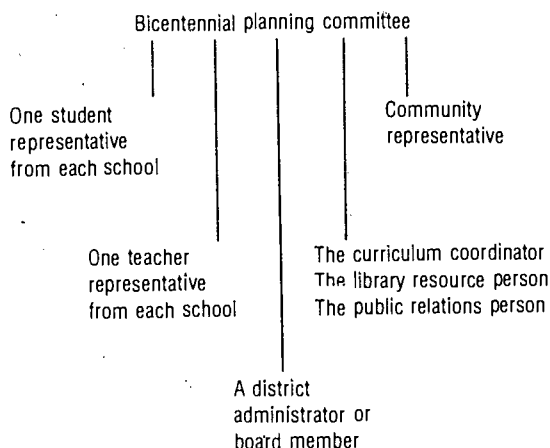 Bicentennial planning committee
One student
representative
from each school
Community
representative
One teacher
representative
from each school
The curriculum coordinator
The library resource person
The public relations person
A district
administrator or
board member